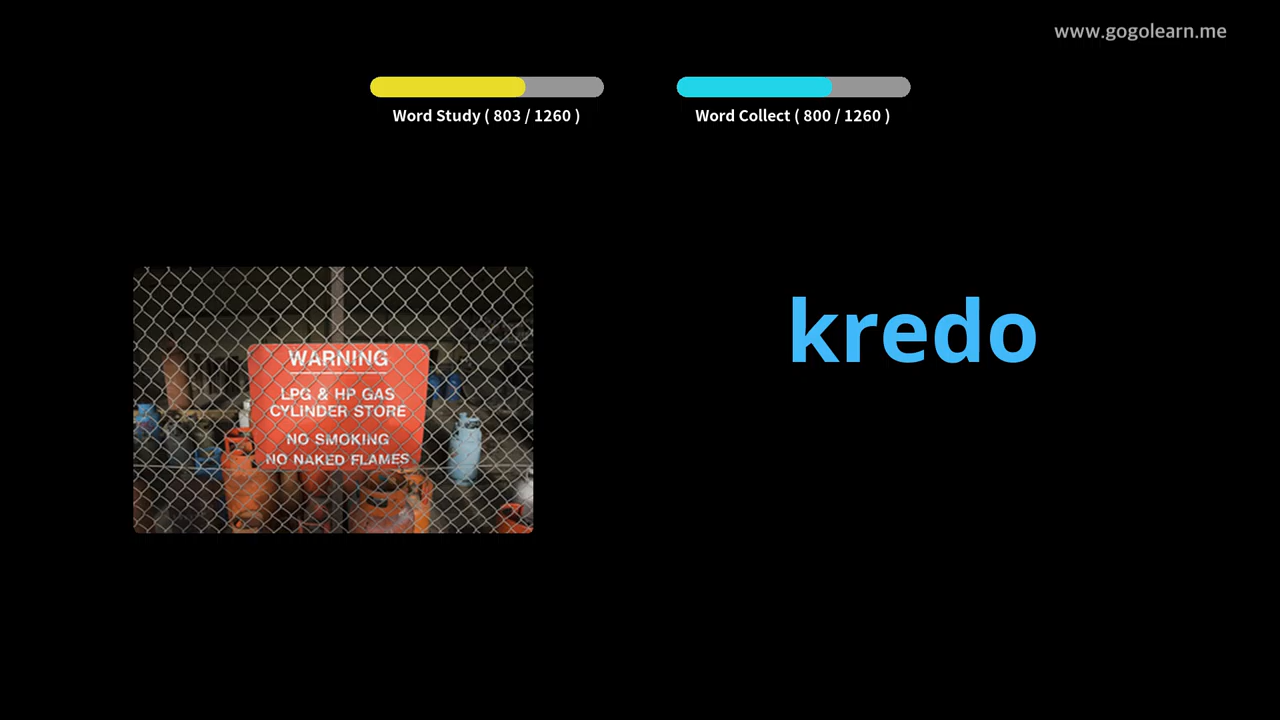 www.gogolearn.me
Word Study ( 803 / 1260 )
Word Collect ( 800 / 1260 )
WARNING
LPG & HP GAS
CYLINDER STORE
NO SMOKING
NO NAKED FLAMES
kredo